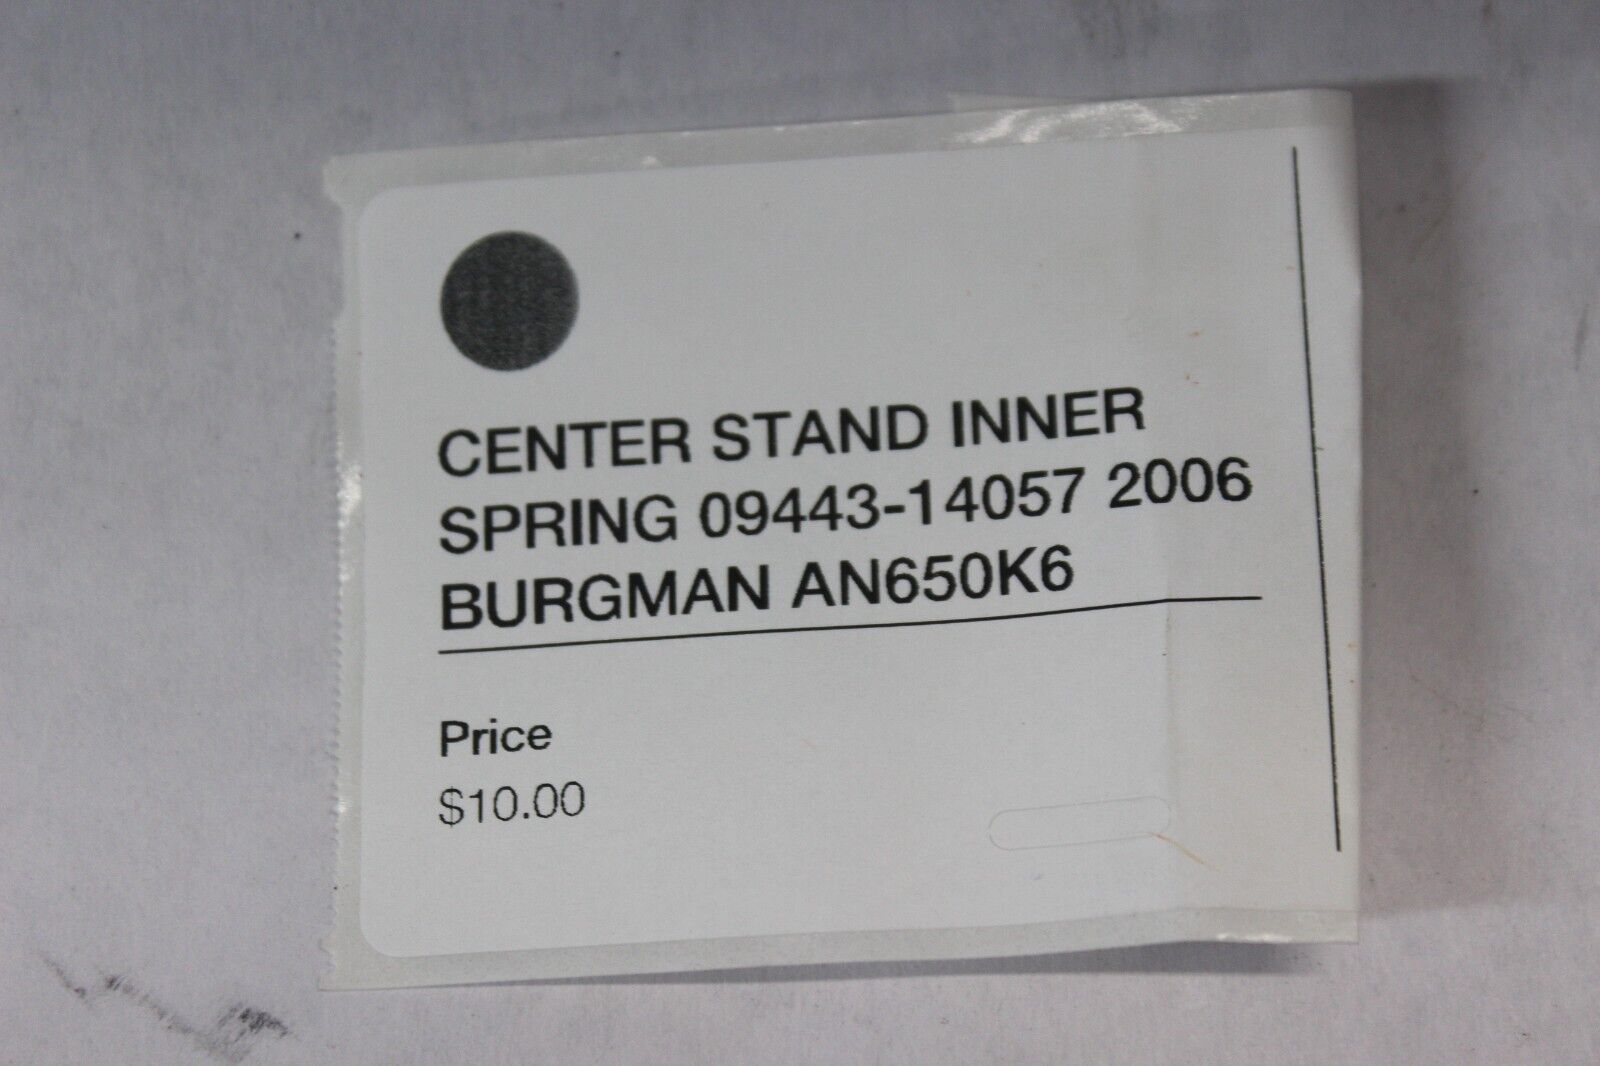 CENTER STAND INNER
SPRING 09443-14057 2006
BURGMAN AN650K6
Price
$10.00